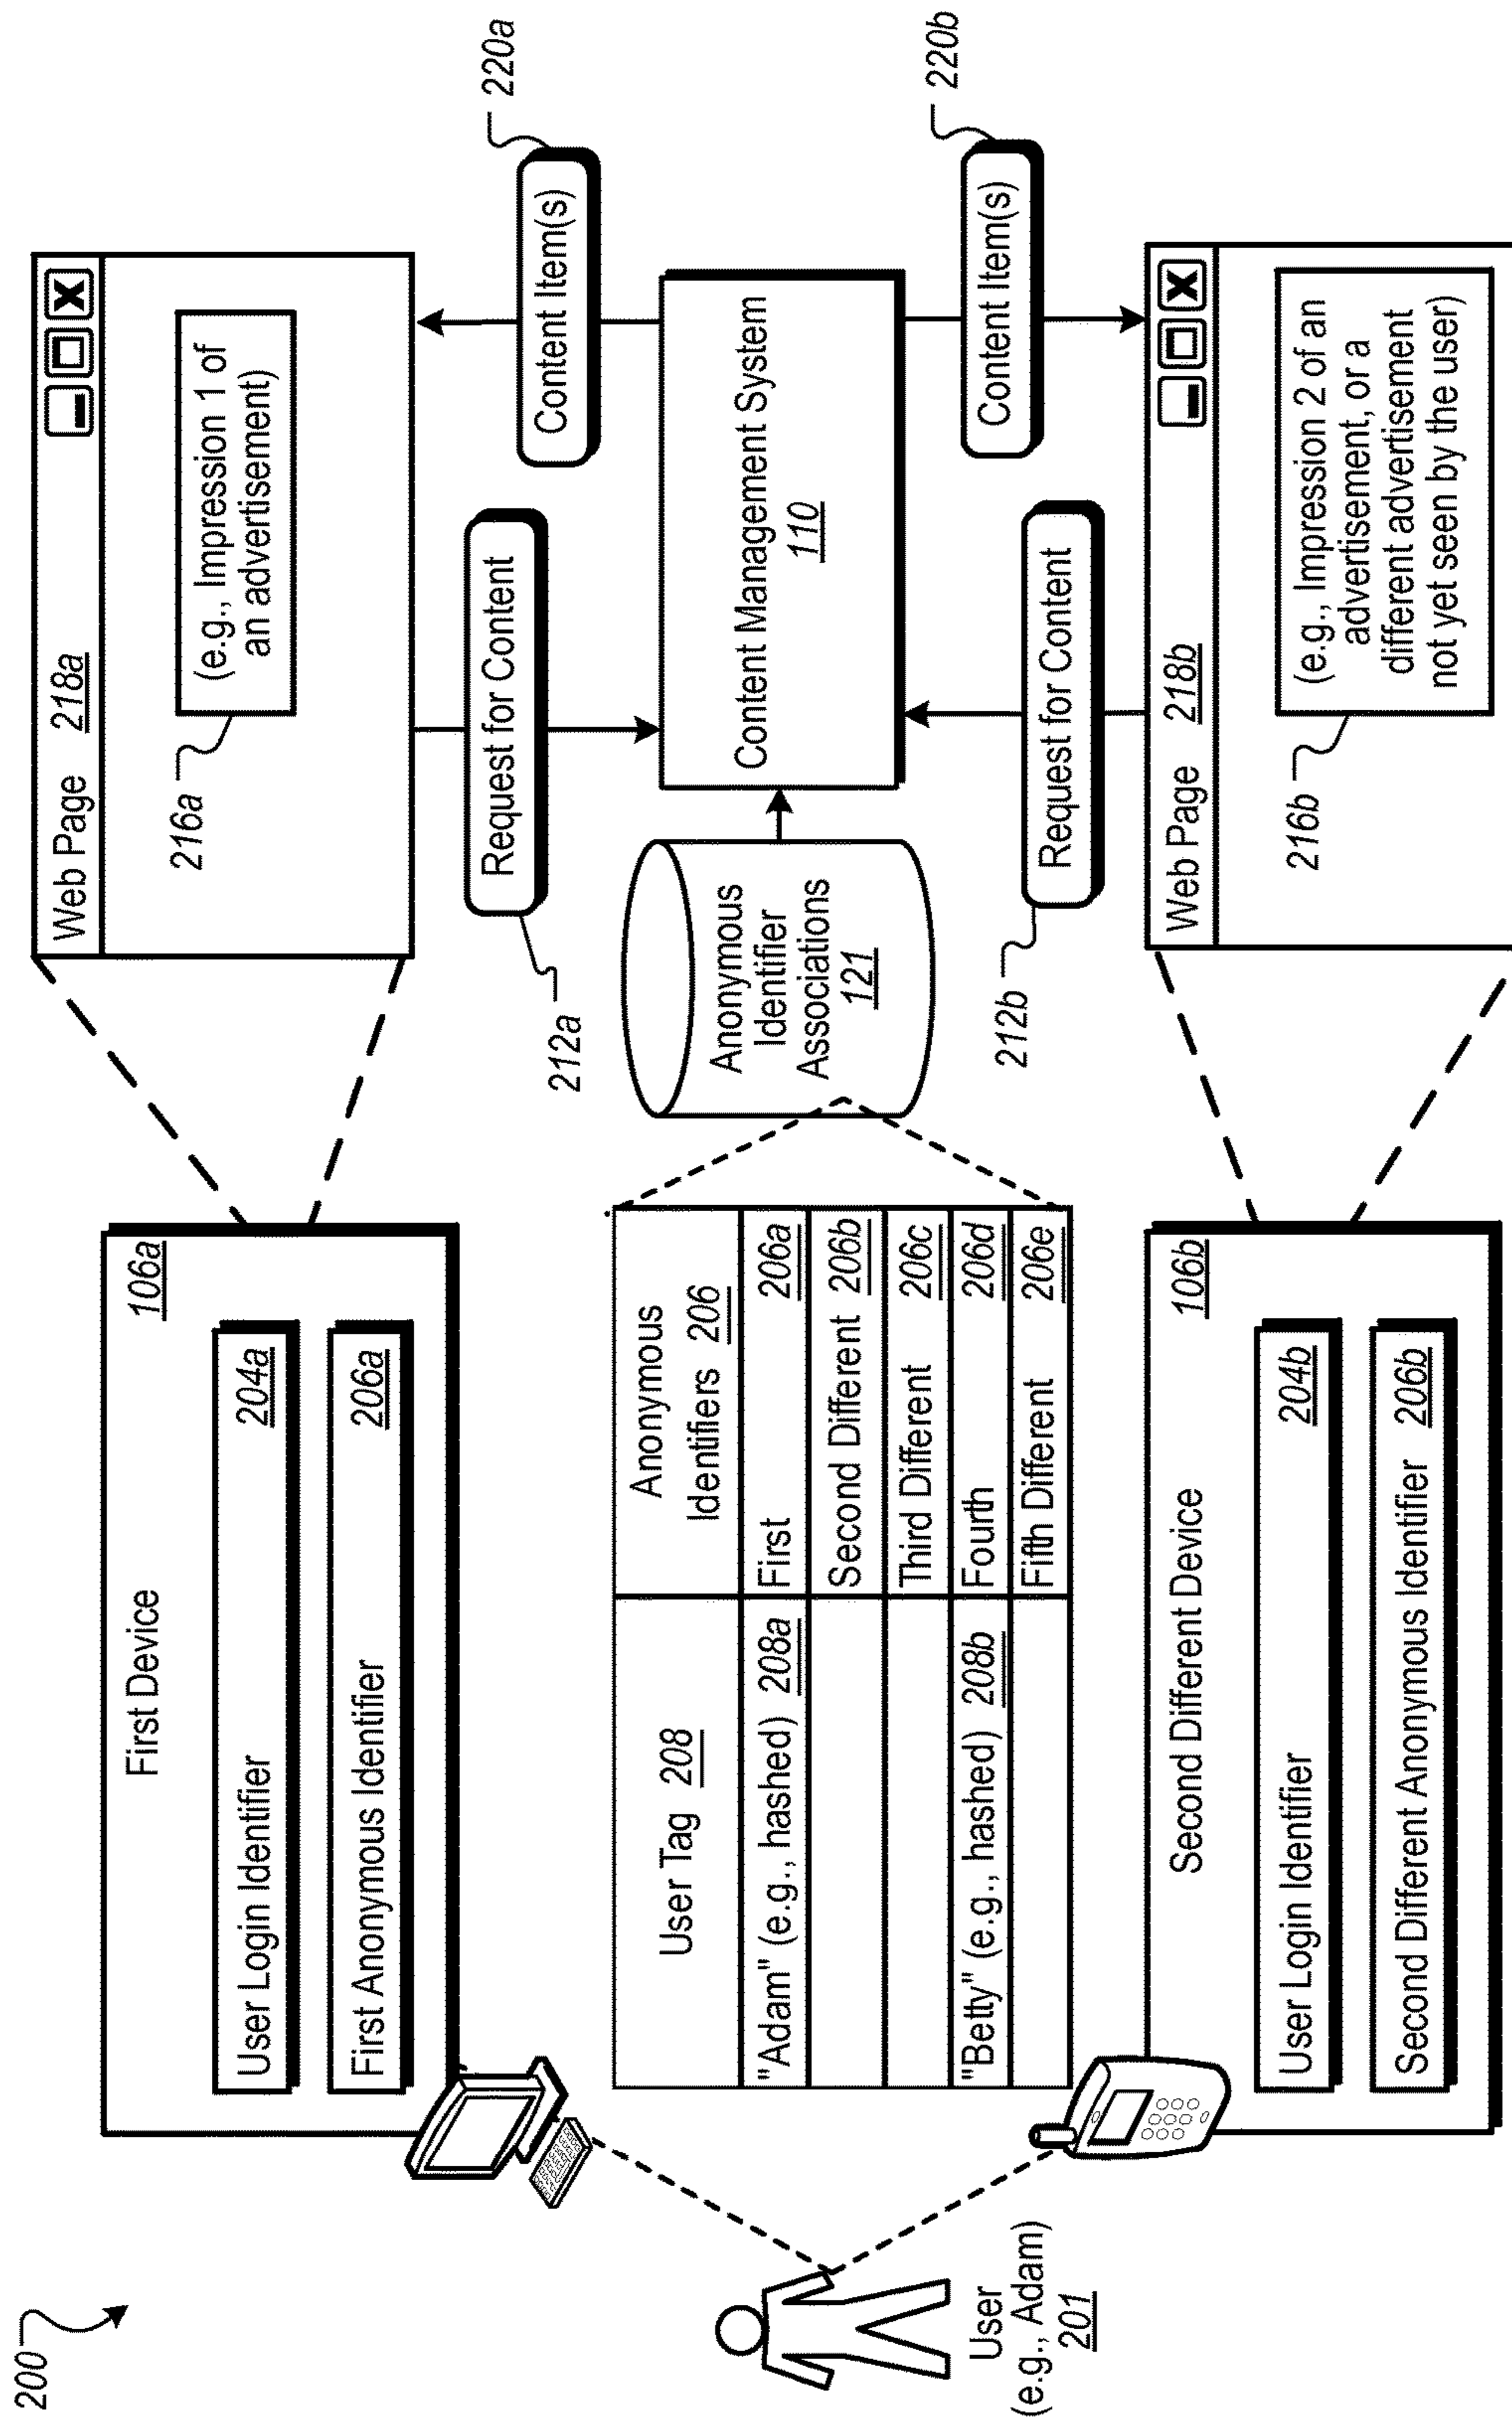 200
First Device
106a
User Login Identifier 204a
First Anonymous Identifier 206a
Web Page 218a
216a
(e.g., Impression 1 of
an advertisement)
212a
Request for Content
Content Item(s)
220a
User
(e.g., Adam)
201
User Tag 208
Anonymous
Identifiers 206
"Adam" (e.g., hashed) 208a
First 206a
Second Different 206b
Third Different 206c
"Betty" (e.g., hashed) 208b
Fourth 206d
Fifth Different 206e
Anonymous
Identifier
Associations
121
Content Management System
110
212b
Request for Content
Content Item(s)
220b
Second Different Device
106b
User Login Identifier 204b
Second Different Anonymous Identifier 206b
Web Page 218b
216b
(e.g., Impression 2 of an
advertisement, or a
different advertisement
not yet seen by the user)